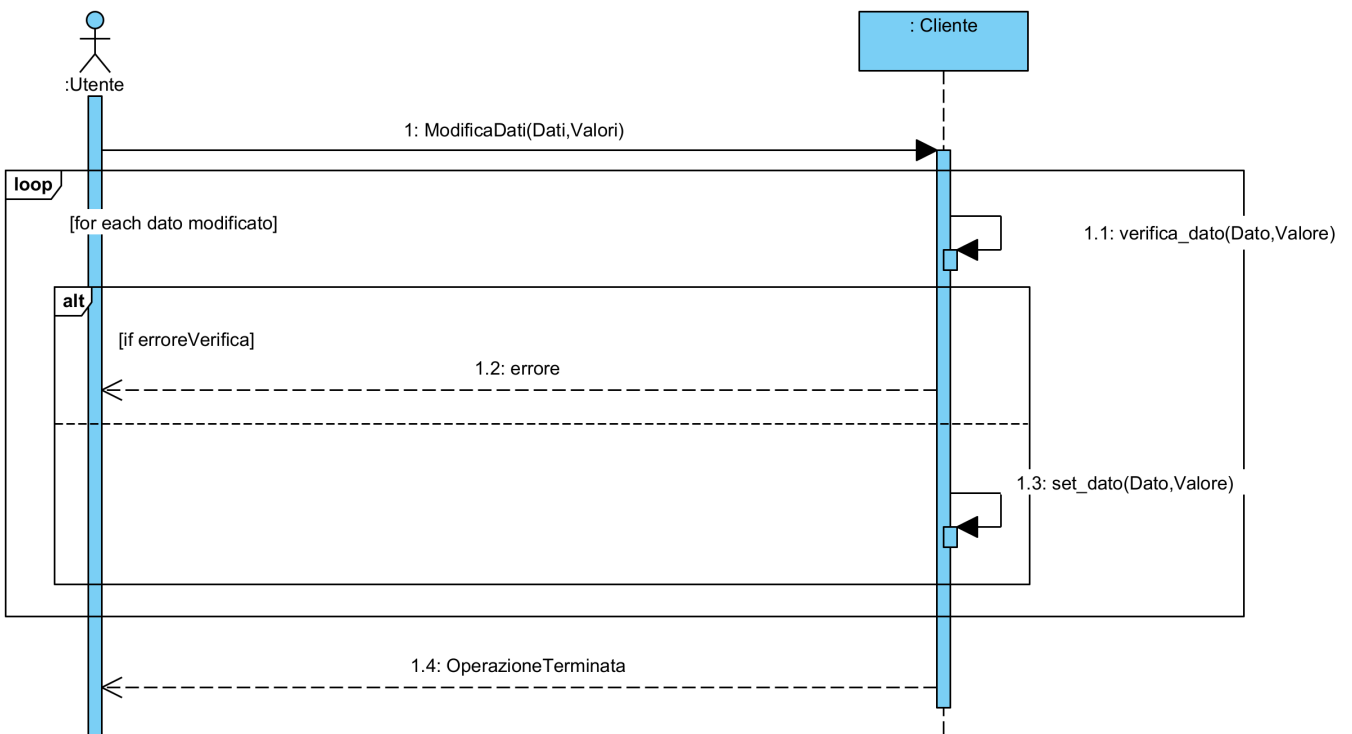 : Cliente
:Utente
1: ModificaDati(Dati,Valori)
loop
[for each dato modificato]
1.1: verifica_dato(Dato,Valore)
alt
[if erroreVerifica]
1.2: errore
1.3: set_dato(Dato,Valore)
1.4: OperazioneTerminata